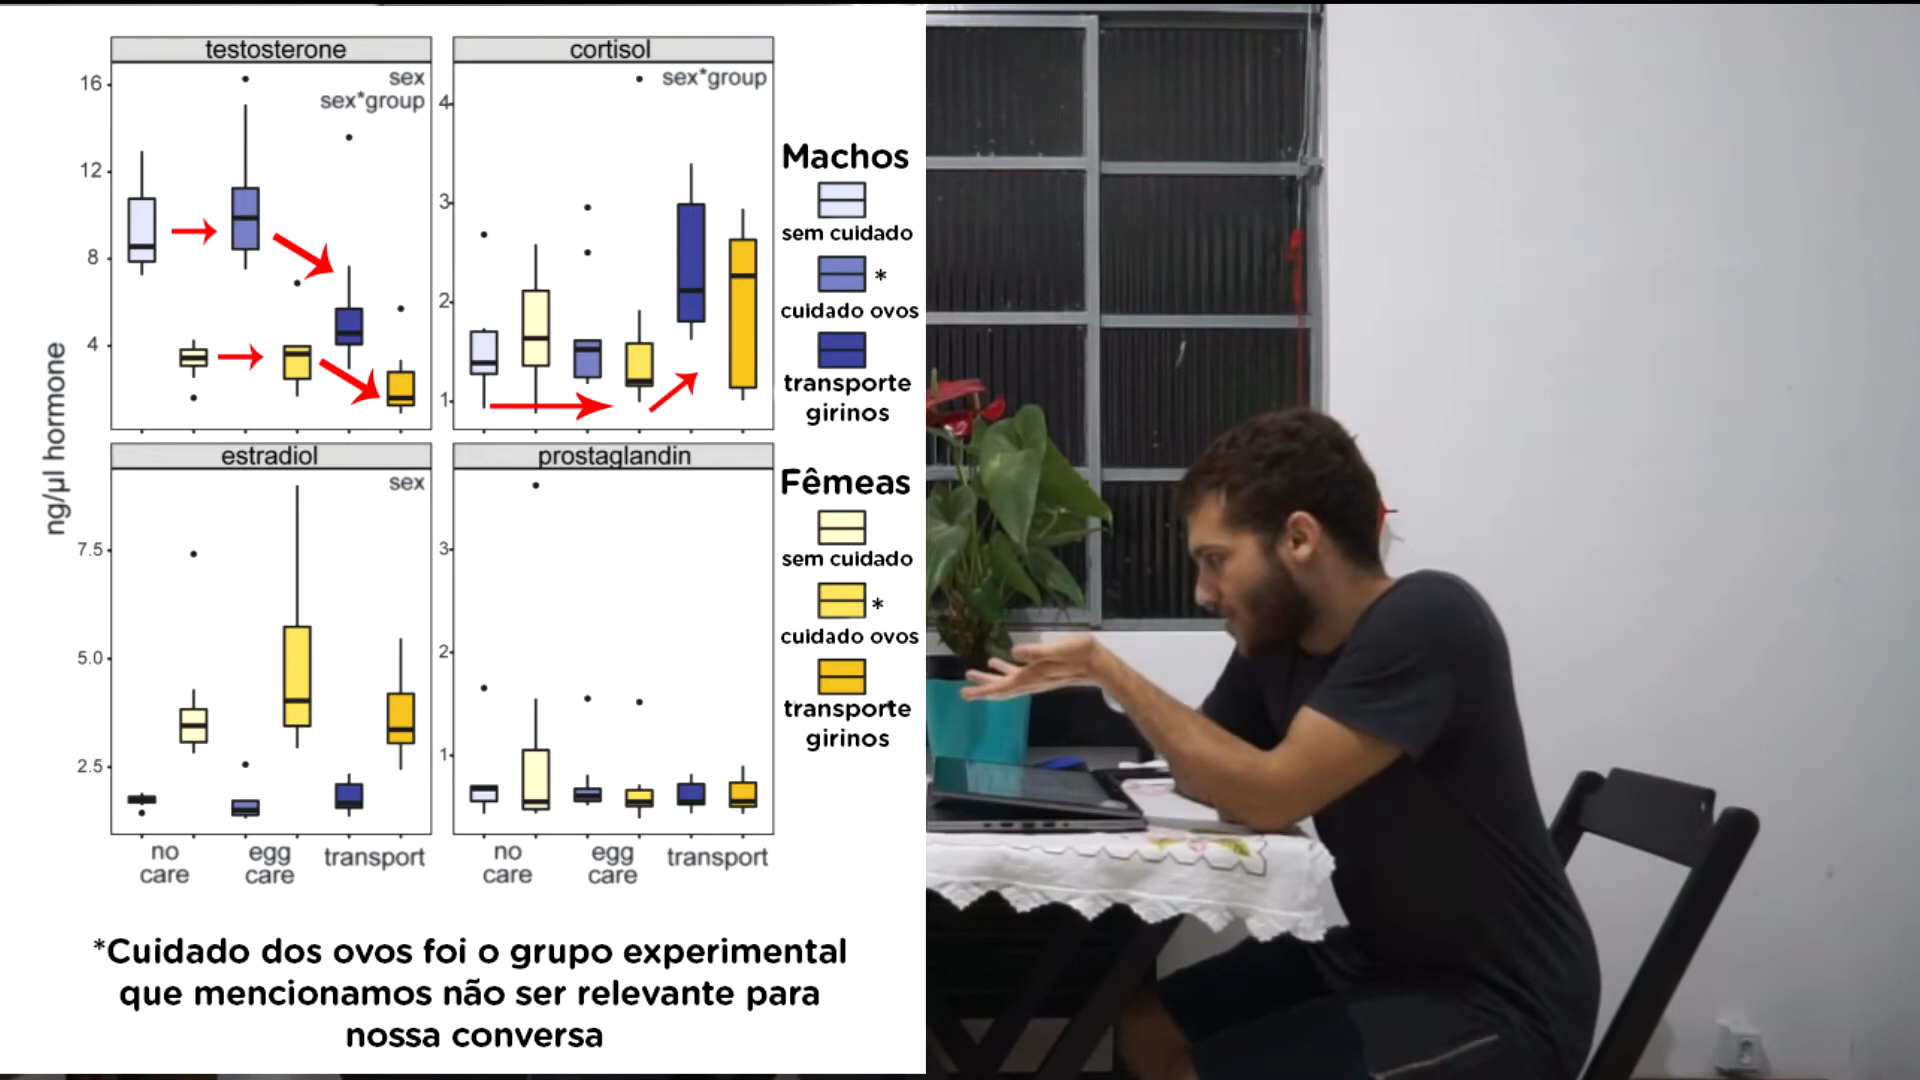 testosterone
sex
sex*group
16
12
8
4
cortisol
sex*group
4
3
2
1
ng/µl hormone
estradiol
sex
7.5
5.0
2.5
prostaglandin
3
2
1
no care
egg care
transport
no care
egg care
transport
Machos
sem cuidado
*
cuidado ovos
transporte
girinos
Fêmeas
sem cuidado
*
cuidado ovos
transporte
girinos
*Cuidado dos ovos foi o grupo experimental
que mencionamos não ser relevante para
nossa conversa